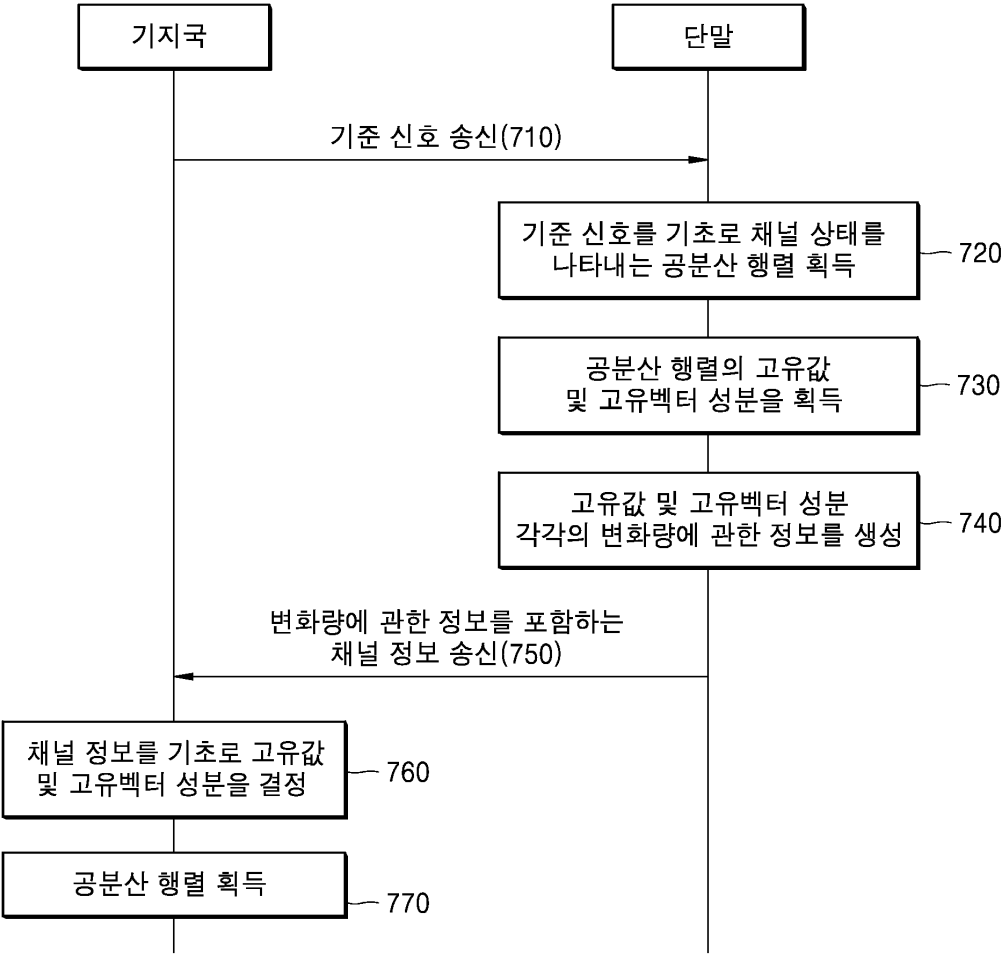 기지국
단말
기준 신호 송신(710)
기준 신호를 기초로 채널 상태를
나타내는 공분산 행렬 획득
720
공분산 행렬의 고유값
및 고유벡터 성분을 획득
730
고유값 및 고유벡터 성분
각각의 변화량에 관한 정보를 생성
740
변화량에 관한 정보를 포함하는
채널 정보 송신(750)
채널 정보를 기초로 고유값
및 고유벡터 성분을 결정
760
공분산 행렬 획득
770